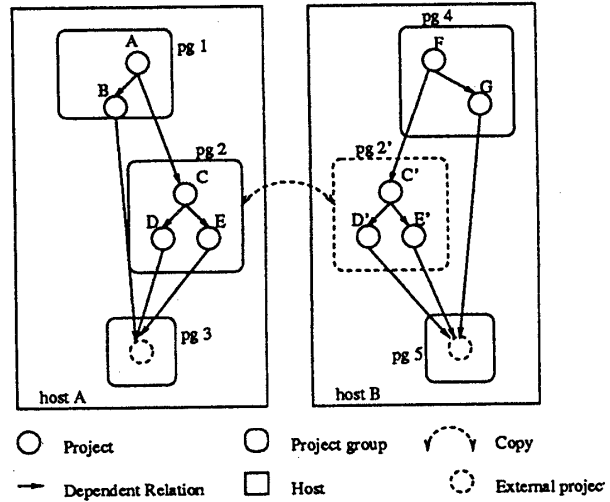 A
pg 1
B
pg 2
C
D
E
pg 3
host A
pg 4
F
G
pg 2'
C'
D'
E'
pg 5
host B
Project
Project group
Copy
Dependent Relation
Host
External project